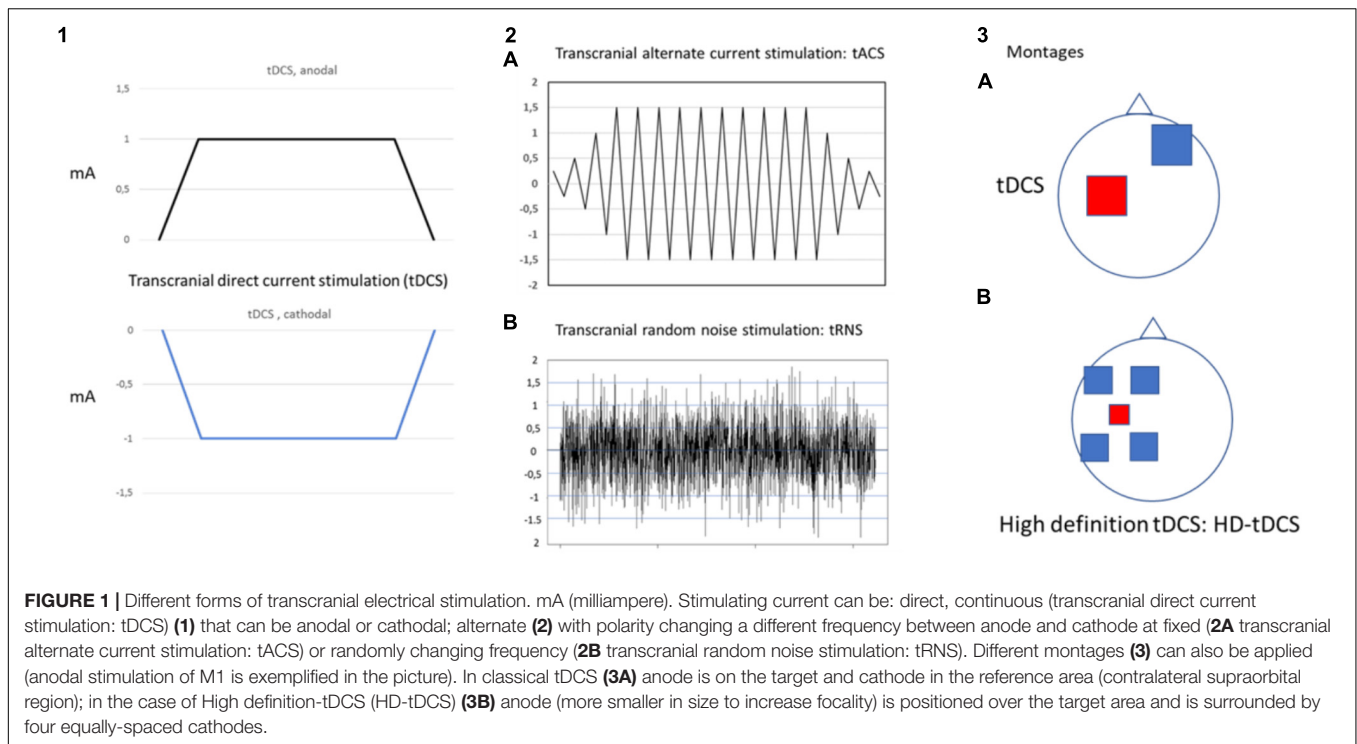 1
tDCS, anodal
1,5
1
mA
0,5
0
Transcranial direct current stimulation (tDCS)
tDCS , cathodal
0
-0,5
mA
-1
-1,5
2
A
Transcranial alternate current stimulation: tACS
2
1,5
1
0,5
0
-0,5
-1
-1,5
-2
B
Transcranial random noise stimulation: tRNS
2
1,5
1
0,5
0
-0,5
-1
-1.5
2
3
Montages
A
tDCS
B
High definition tDCS: HD-tDCS
FIGURE 1 | Different forms of transcranial electrical stimulation. mA (milliampere). Stimulating current can be: direct, continuous (transcranial direct current
stimulation: tDCS) (1) that can be anodal or cathodal; alternate (2) with polarity changing a different frequency between anode and cathode at fixed (2A transcranial
alternate current stimulation: tACS) or randomly changing frequency (2B transcranial random noise stimulation: tRNS). Different montages (3) can also be applied
(anodal stimulation of M1 is exemplified in the picture). In classical tDCS (3A) anode is on the target and cathode in the reference area (contralateral supraorbital
region); in the case of High definition-tDCS (HD-tDCS) (3B) anode (more smaller in size to increase focality) is positioned over the target area and is surrounded by
four equally-spaced cathodes.